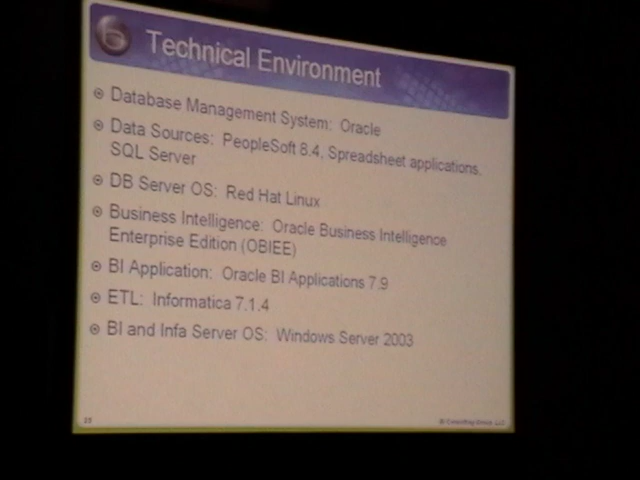 Technical Environment
Database Management System: Oracle
Data Sources: PeopleSoft 8.4, Spreadsheet applications,
SQL Server
DB Server OS: Red Hat Linux
Business Intelligence: Oracle Business Intelligence
Enterprise Edition (OBIEE)
BI Application: Oracle BI Applications 7.9
ETL: Informatica 7.1.4
BI and Infa Server OS: Windows Server 2003